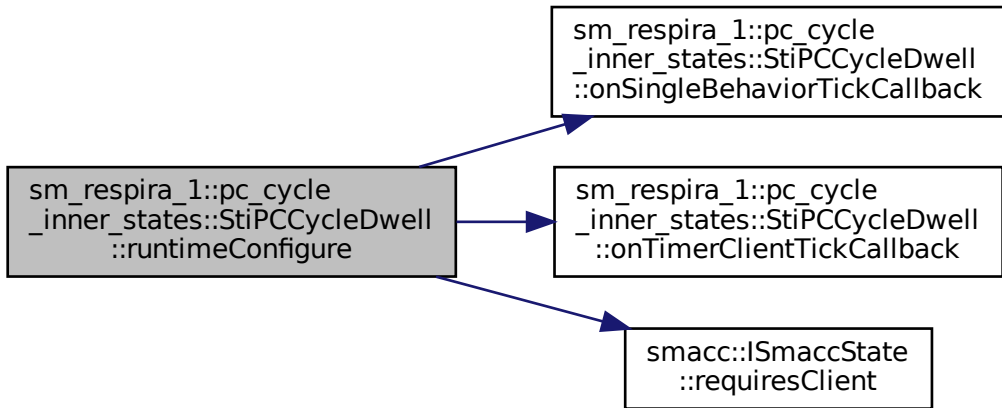 sm_respira_1::pc_cycle
_inner_states::StiPCCycleDwell
::runtimeConfigure
sm_respira_1::pc_cycle
_inner_states::StiPCCycleDwell
::onSingleBehaviorTickCallback
sm_respira_1::pc_cycle
_inner_states::StiPCCycleDwell
::onTimerClientTickCallback
smacc::ISmaccState
::requiresClient